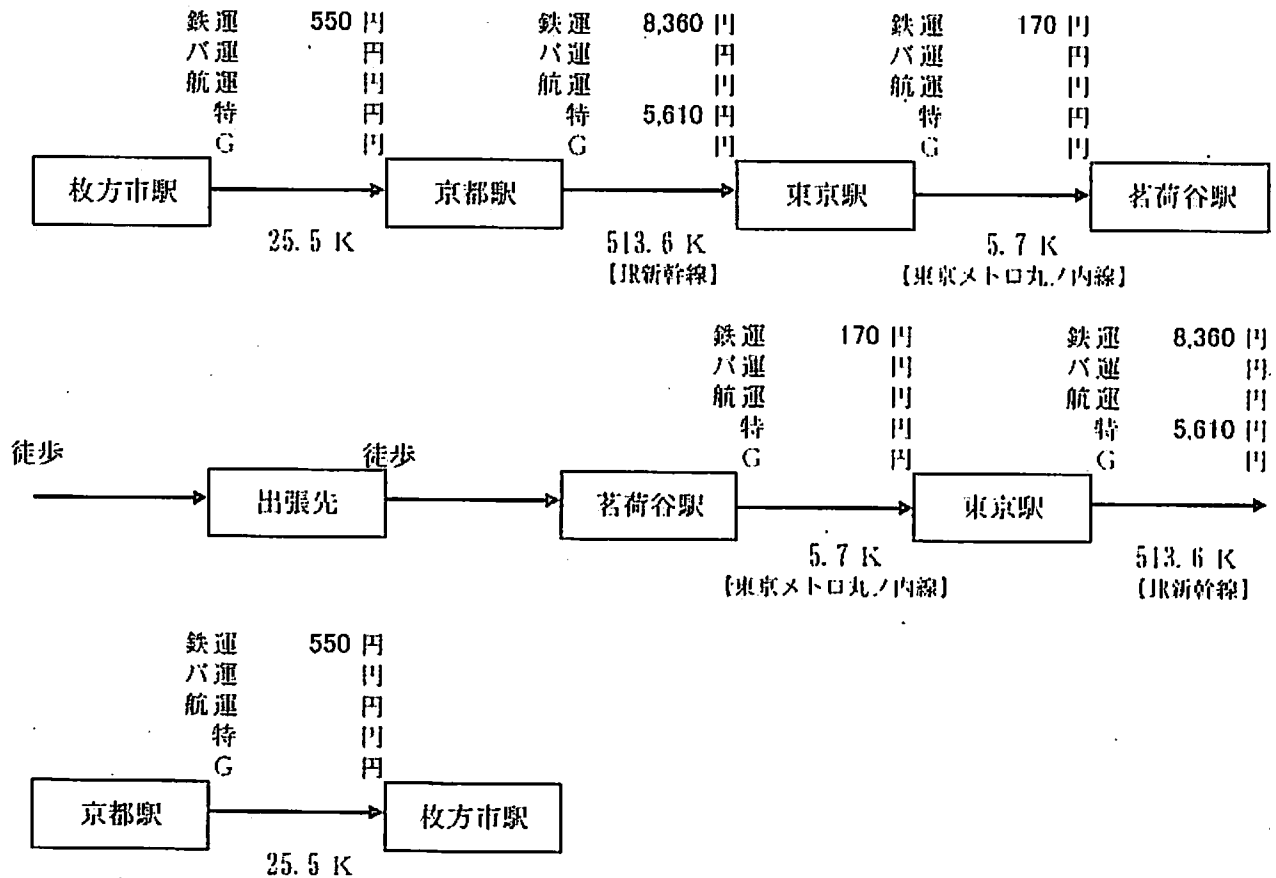 鉄運 550 円 鉄運 8,360 円 鉄運 170 円
バ運 円 バ運 円 バ運 円
航運 円 航運 円 航運 円
特 円 特 5,610 円 特 円
G 円 G 円 G 円
枚方市駅 京都駅 東京駅 茗荷谷駅
25.5 K 513.6 K 5.7 K
【JR新幹線】 【東京メトロ丸ノ内線】
鉄運 170 円 鉄運 8,360 円
バ運 円 バ運 円
航運 円 航運 円
特 円 特 5,610 円
G 円 G 円
徒歩 徒歩
出張先 茗荷谷駅 東京駅
5.7 K 513.6 K
【東京メトロ丸ノ内線】 【JR新幹線】
鉄運 550 円
バ運 円
航運 円
特 円
G 円
京都駅 枚方市駅
25.5 K